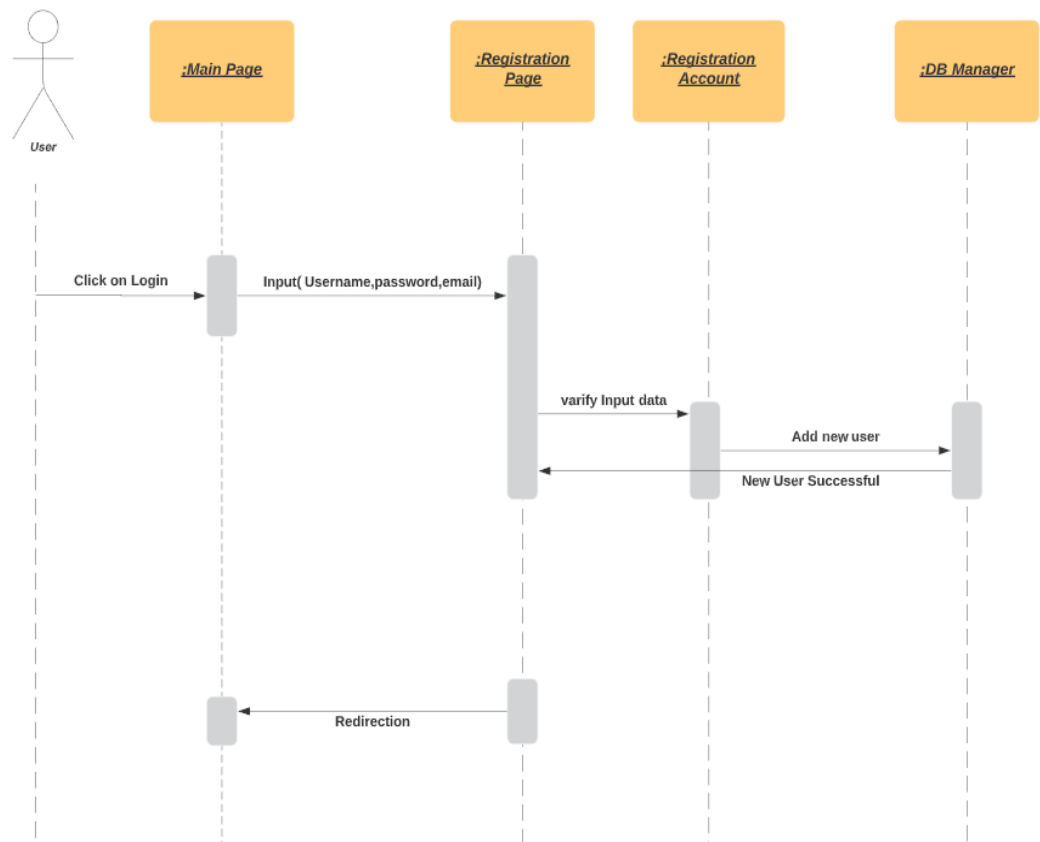 ;Main Page
;Registration
Page
;Registration
Account
;DB Manager
User
Click on Login
Input( Username,password,email)
varify Input data
Add new user
New User Successful
Redirection